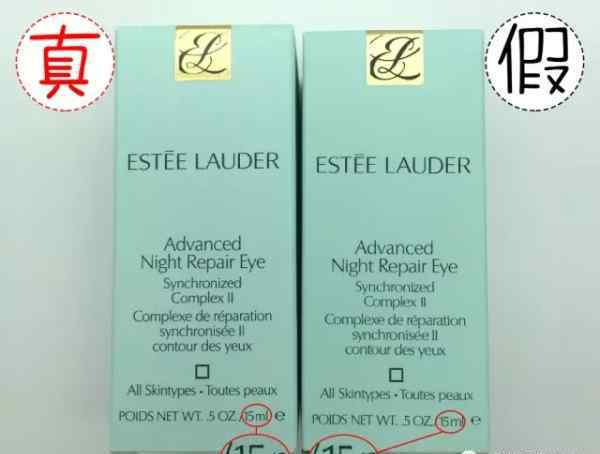 真
假
EL
ESTĒE LAUDER
Advanced
Night Repair Eye
Synchronized
Complex II
Complexe de réparation
synchronisée II
contour des yeux
All Skintypes • Toutes peaux
POIDS NET WT. .5 OZ./15ml ℮
EL
ESTĒE LAUDER
Advanced
Night Repair Eye
Synchronized
Complex II
Complexe de réparation
synchronisée II
contour des yeux
All Skintypes • Toutes peaux
POIDS NET WT. .5 OZ./15ml ℮